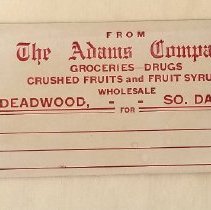 FROM
The Adams Compa
GROCERIES DRUGS
CRUSHED FRUITS and FRUIT SYRU
WHOLESALE
DEADWOOD, - - SO. DA
FOR